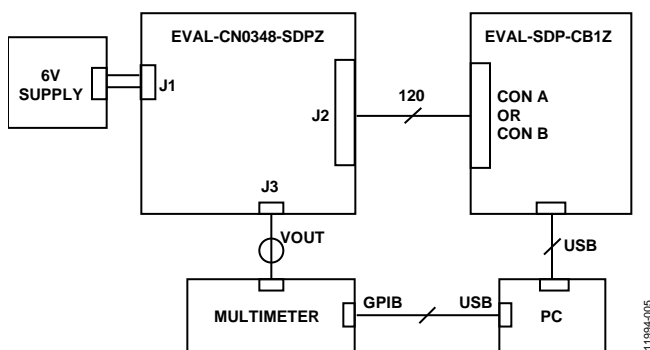 EVAL-CN0348-SDPZ
EVAL-SDP-CB1Z
6V
SUPPLY
J1
J2
120
CON A
OR
CON B
J3
VOUT
USB
MULTIMETER
GPIB
USB
PC
11994-005